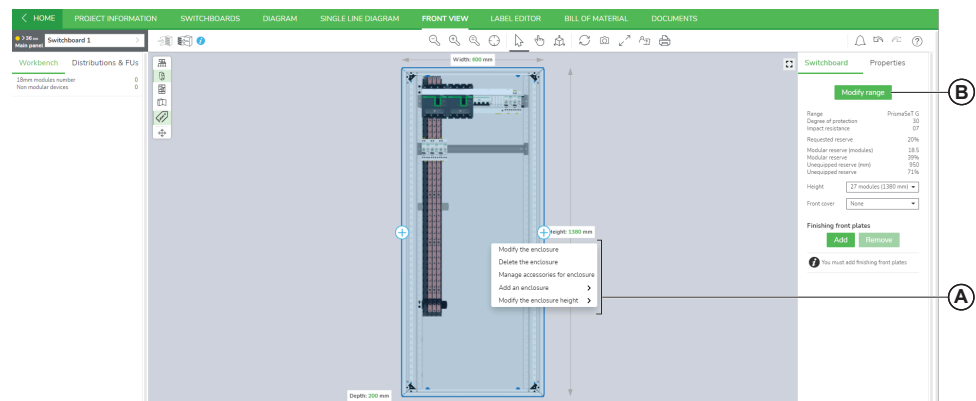 HOME PROJECT INFORMATION SWITCHBOARDS DIAGRAM SINGLE LINE DIAGRAM FRONT VIEW LABEL EDITOR BILL OF MATERIAL DOCUMENTS
Main panel Switchboard 1
Workbench Distributions & FUs
18mm modules number 0
Non modular devices 0
Width: 600 mm
Height: 1380 mm
Modify the enclosure
Delete the enclosure
Manage accessories for enclosure
Add an enclosure
Modify the enclosure height
Depth: 200 mm
Switchboard Properties
Modify range
Range PrismaSeT G
Degree of protection 30
Impact resistance 07
Requested reserve 20%
Modular reserve (modules) 18.5
Modular reserve 39%
Unequipped reserve (mm) 950
Unequipped reserve 71%
Height 27 modules (1380 mm)
Front cover None
Finishing front plates
Add Remove
You must add finishing front plates
B
A